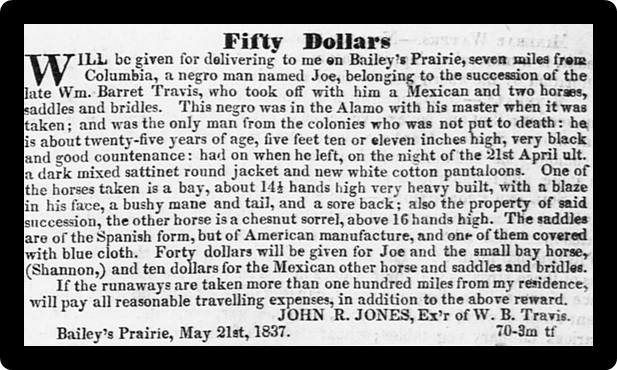 Fifty Dollars
WILL be given for delivering to me on Bailey's Prairie, seven miles from
Columbia, a negro man named Joe, belonging to the succession of the
late Wm. Barret Travis, who took off with him a Mexican and two horses,
saddles and bridles. This negro was in the Alamo with his master when it was
taken; and was the only man from the colonies who was not put to death: he
is about twenty-five years of age, five feet ten or eleven inches high, very black
and good countenance: had on when he left, on the night of the 21st April ult.
a dark mixed sattinet round jacket and new white cotton pantaloons. One of
the horses taken is a bay, about 14½ hands high very heavy built, with a blaze
in his face, a bushy mane and tail, and a sore back; also the property of said
succession, the other horse is a chesnut sorrel, above 16 hands high. The saddles
are of the Spanish form, but of American manufacture, and one of them covered
with blue cloth. Forty dollars will be given for Joe and the small bay horse,
(Shannon,) and ten dollars for the Mexican other horse and saddles and bridles.
If the runaways are taken more than one hundred miles from my residence,
will pay all reasonable travelling expenses, in addition to the above reward.
JOHN R. JONES, Ex'r of W. B. Travis.
Bailey's Prairie, May 21st, 1837. 70-3m tf